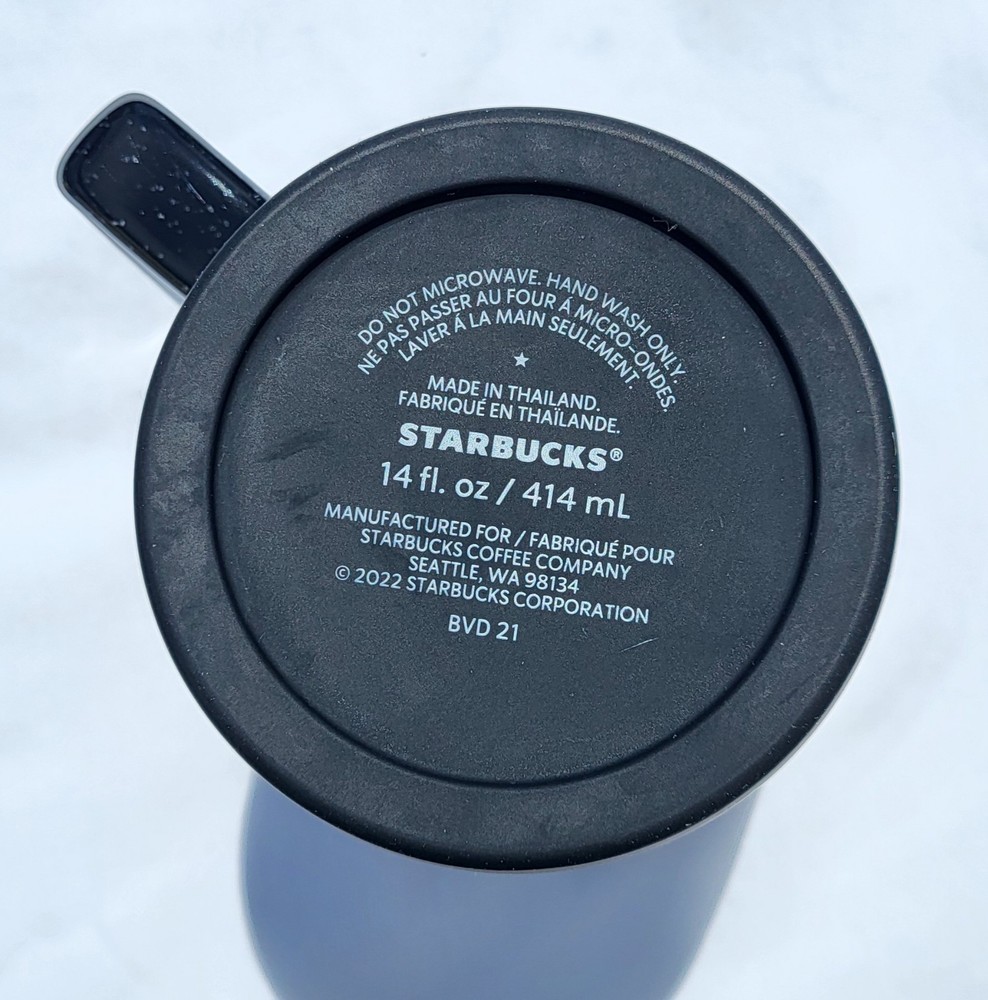 DO NOT MICROWAVE. HAND WASH ONLY.
NE PAS PASSER AU FOUR Á MICRO-ONDES.
LAVER Á LA MAIN SEULEMENT.
MADE IN THAILAND.
FABRIQUÉ EN THAÏLANDE.
STARBUCKS®
14 fl. oz / 414 mL
MANUFACTURED FOR / FABRIQUÉ POUR
STARBUCKS COFFEE COMPANY
SEATTLE, WA 98134
© 2022 STARBUCKS CORPORATION
BVD 21